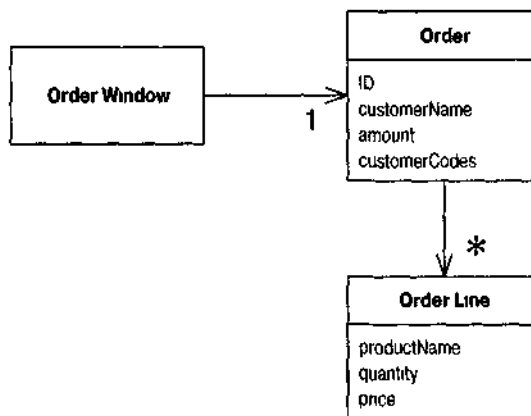 Order
Order Window
ID
customerName
1
amount
customerCodes
*
Order Line
productName
quantity
price